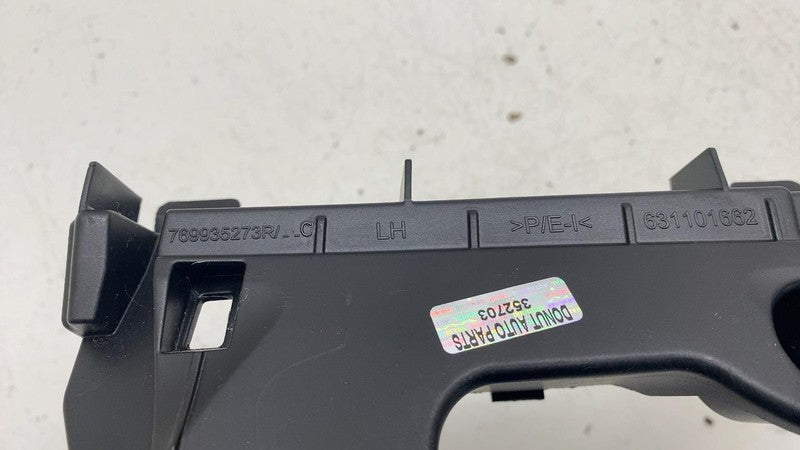 769935273R/--C
LH
>P/E-I<
631101662
DONUT AUTO PARTS
352703